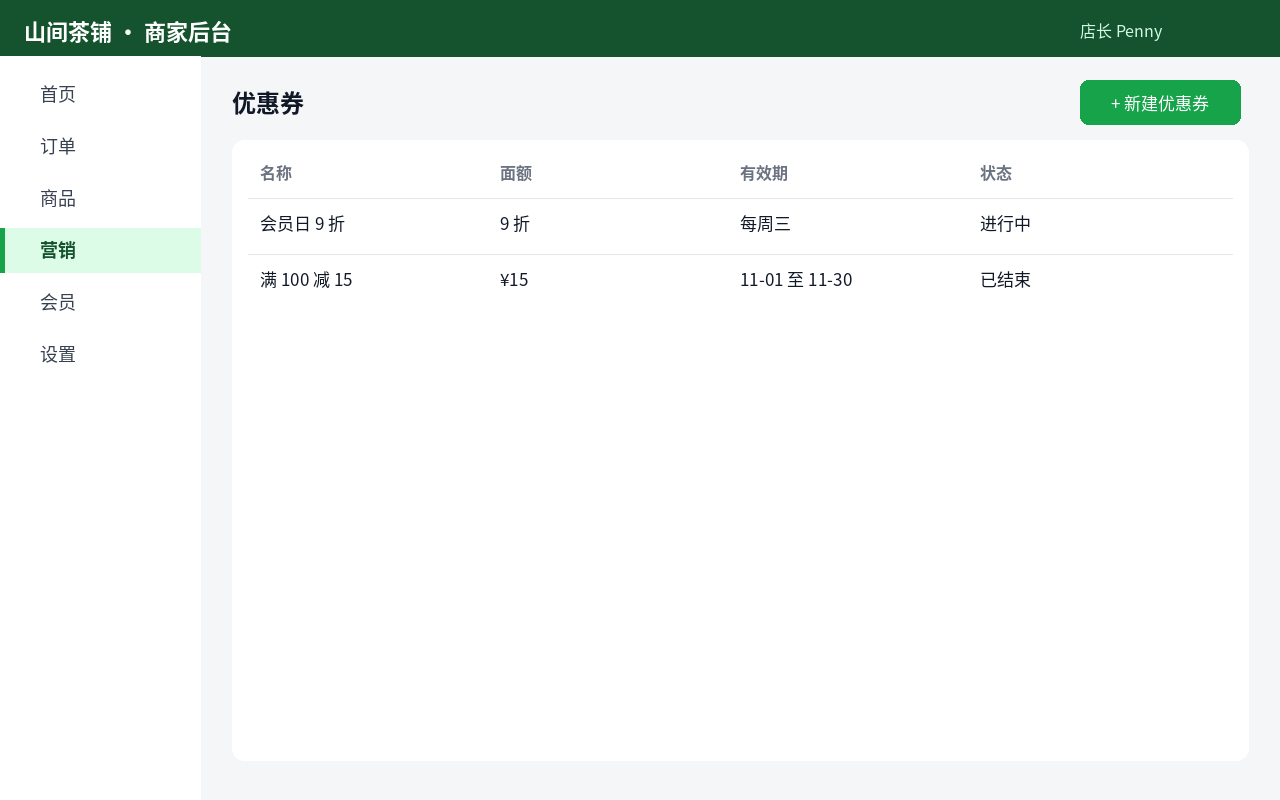 山间茶铺 · 商家后台
店长 Penny
首页
订单
商品
营销
会员
设置
优惠券
+ 新建优惠券
名称 面额 有效期 状态
会员日 9 折 9 折 每周三 进行中
满 100 减 15 ¥15 11-01 至 11-30 已结束